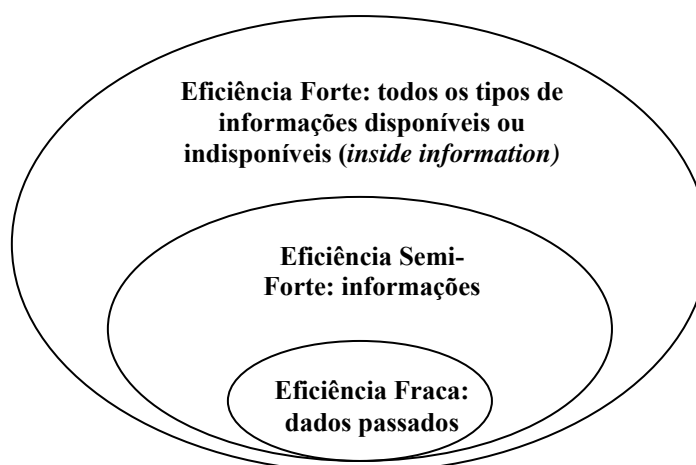 Eficiência Forte: todos os tipos de
informações disponíveis ou
indisponíveis (inside information)
Eficiência Semi-
Forte: informações
Eficiência Fraca:
dados passados